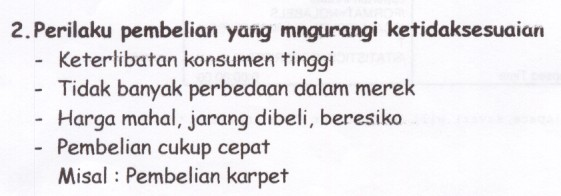 2. Perilaku pembelian yang mngurangi ketidaksesuaian
- Keterlibatan konsumen tinggi
- Tidak banyak perbedaan dalam merek
- Harga mahal, jarang dibeli, beresiko
- Pembelian cukup cepat
Misal : Pembelian karpet